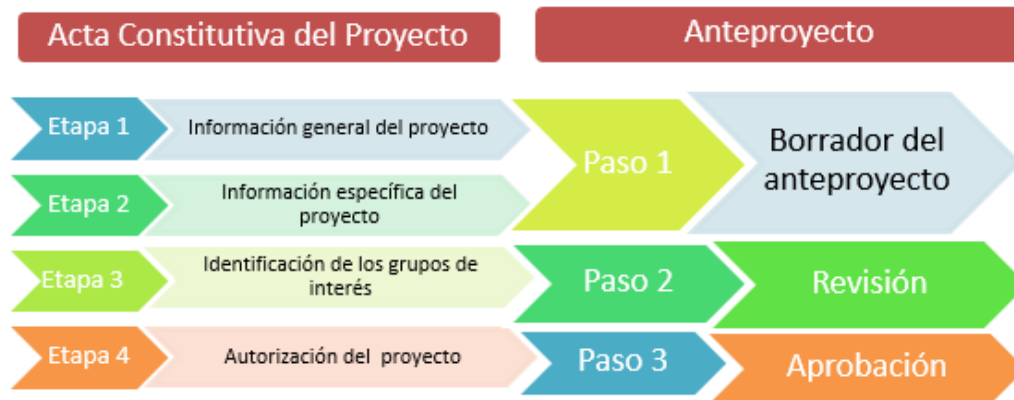 Acta Constitutiva del Proyecto
Anteproyecto
Etapa 1
Información general del proyecto
Etapa 2
Información específica del
proyecto
Etapa 3
Identificación de los grupos de
interés
Etapa 4
Autorización del proyecto
Paso 1
Borrador del
anteproyecto
Paso 2
Revisión
Paso 3
Aprobación